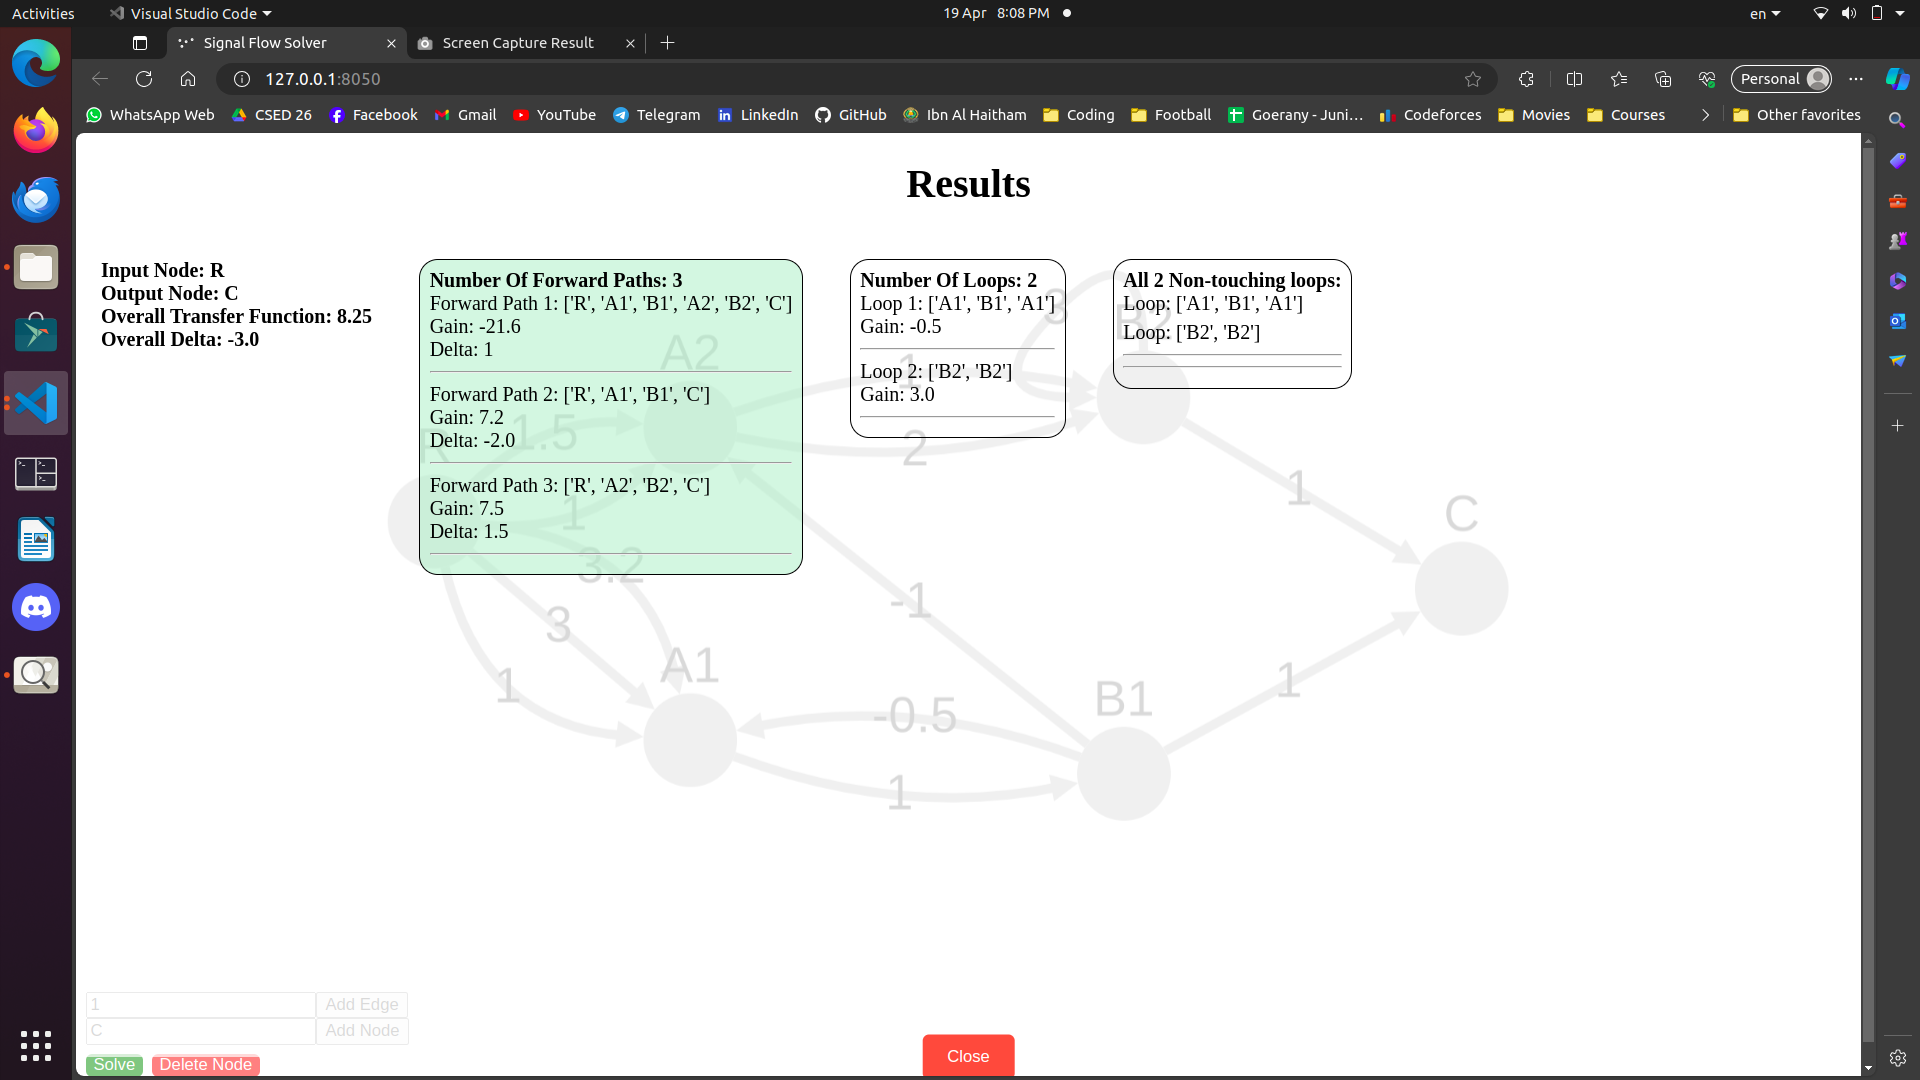 Activities
Visual Studio Code
19 Apr 8:08 PM
en
Signal Flow Solver
Screen Capture Result
127.0.0.1:8050
Personal
WhatsApp Web
CSED 26
Facebook
Gmail
YouTube
Telegram
LinkedIn
GitHub
Ibn Al Haitham
Coding
Football
Goerany - Juni…
Codeforces
Movies
Courses
Other favorites
Results
Input Node: R
Output Node: C
Overall Transfer Function: 8.25
Overall Delta: -3.0
Number Of Forward Paths: 3
Forward Path 1: ['R', 'A1', 'B1', 'A2', 'B2', 'C']
Gain: -21.6
Delta: 1
Forward Path 2: ['R', 'A1', 'B1', 'C']
Gain: 7.2
Delta: -2.0
Forward Path 3: ['R', 'A2', 'B2', 'C']
Gain: 7.5
Delta: 1.5
Number Of Loops: 2
Loop 1: ['A1', 'B1', 'A1']
Gain: -0.5
Loop 2: ['B2', 'B2']
Gain: 3.0
All 2 Non-touching loops:
Loop: ['A1', 'B1', 'A1']
Loop: ['B2', 'B2']
3
B2
A2
1
R
1.5
2
1
1
C
3.2
3
-1
1
A1
1
B1
-0.5
1
1
Add Edge
C
Add Node
Solve
Delete Node
Close